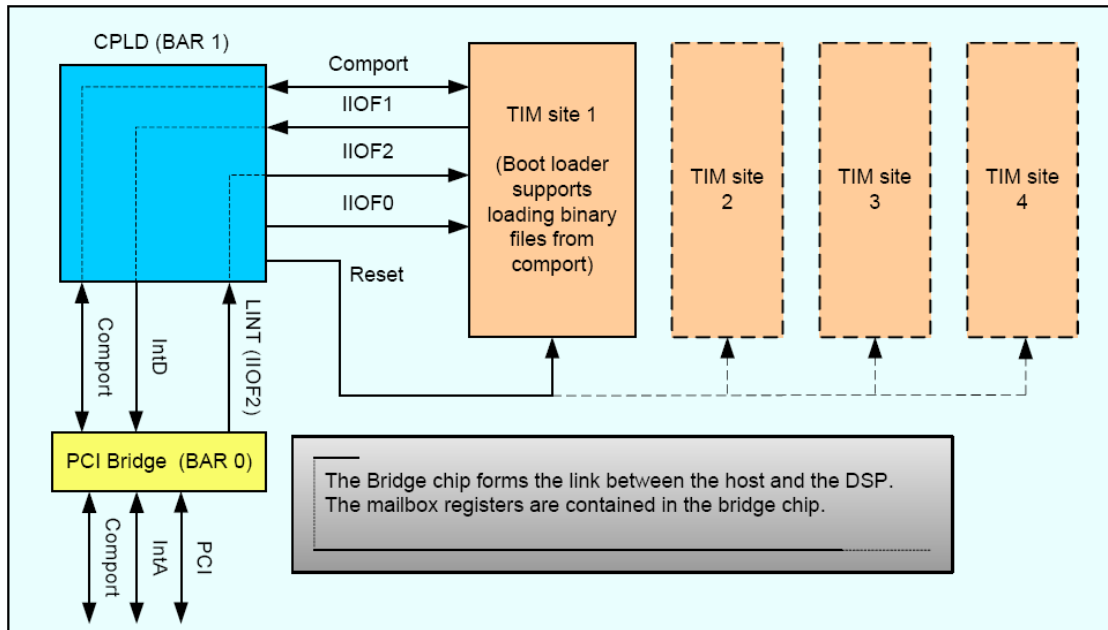 CPLD (BAR 1)
Comport
IIOF1
IIOF2
IIOF0
Reset
TIM site 1
(Boot loader
supports
loading binary
files from
comport)
TIM site
2
TIM site
3
TIM site
4
Comport
IntD
LINT (IIOF2)
PCI Bridge (BAR 0)
Comport
IntA
PCI
The Bridge chip forms the link between the host and the DSP.
The mailbox registers are contained in the bridge chip.